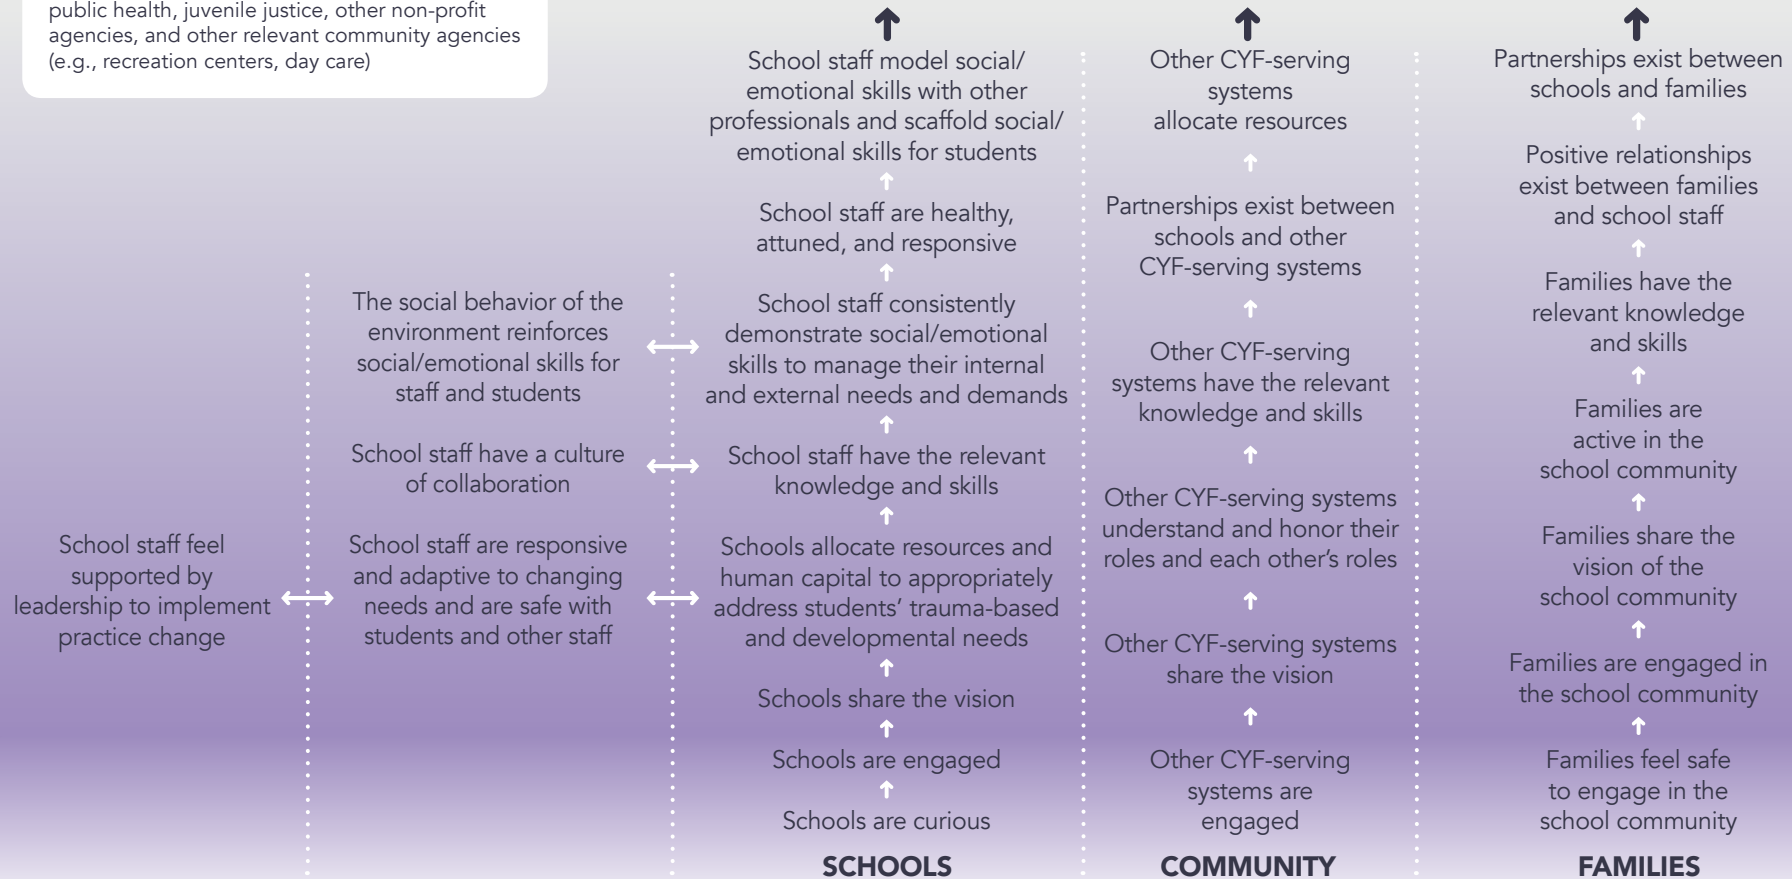 public health, juvenile justice, other non-profit
agencies, and other relevant community agencies
(e.g., recreation centers, day care)
School staff feel
supported by
leadership to implement
practice change
The social behavior of the
environment reinforces
social/emotional skills for
staff and students
School staff have a culture
of collaboration
School staff are responsive
and adaptive to changing
needs and are safe with
students and other staff
School staff model social/
emotional skills with other
professionals and scaffold social/
emotional skills for students
School staff are healthy,
attuned, and responsive
School staff consistently
demonstrate social/emotional
skills to manage their internal
and external needs and demands
School staff have the relevant
knowledge and skills
Schools allocate resources and
human capital to appropriately
address students’ trauma-based
and developmental needs
Schools share the vision
Schools are engaged
Schools are curious
SCHOOLS
Other CYF-serving
systems
allocate resources
Partnerships exist between
schools and other
CYF-serving systems
Other CYF-serving
systems have the relevant
knowledge and skills
Other CYF-serving systems
understand and honor their
roles and each other’s roles
Other CYF-serving systems
share the vision
Other CYF-serving
systems are
engaged
COMMUNITY
Partnerships exist between
schools and families
Positive relationships
exist between families
and school staff
Families have the
relevant knowledge
and skills
Families are
active in the
school community
Families share the
vision of the
school community
Families are engaged in
the school community
Families feel safe
to engage in the
school community
FAMILIES